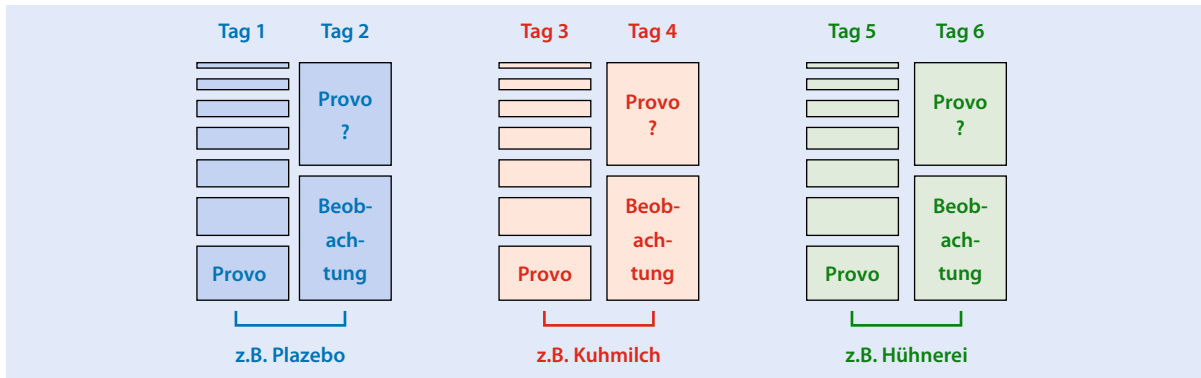 Tag 1 Tag 2 Tag 3 Tag 4 Tag 5 Tag 6
Provo
?
Beob-
ach-
tung
Provo
Provo
?
Beob-
ach-
tung
Provo
Provo
?
Beob-
ach-
tung
Provo
z.B. Plazebo z.B. Kuhmilch z.B. Hühnerei